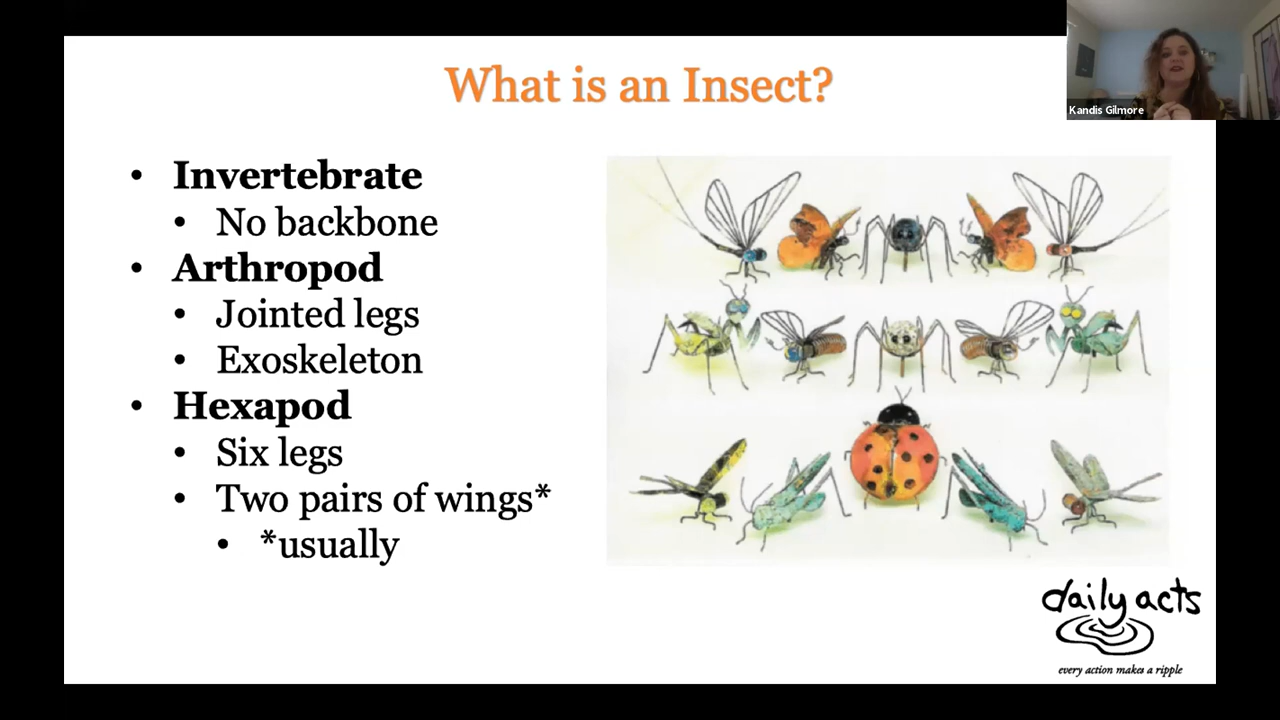 Kandis Gilmore
What is an Insect?
• Invertebrate
• No backbone
• Arthropod
• Jointed legs
• Exoskeleton
• Hexapod
• Six legs
• Two pairs of wings*
• *usually
daily acts
every action makes a ripple